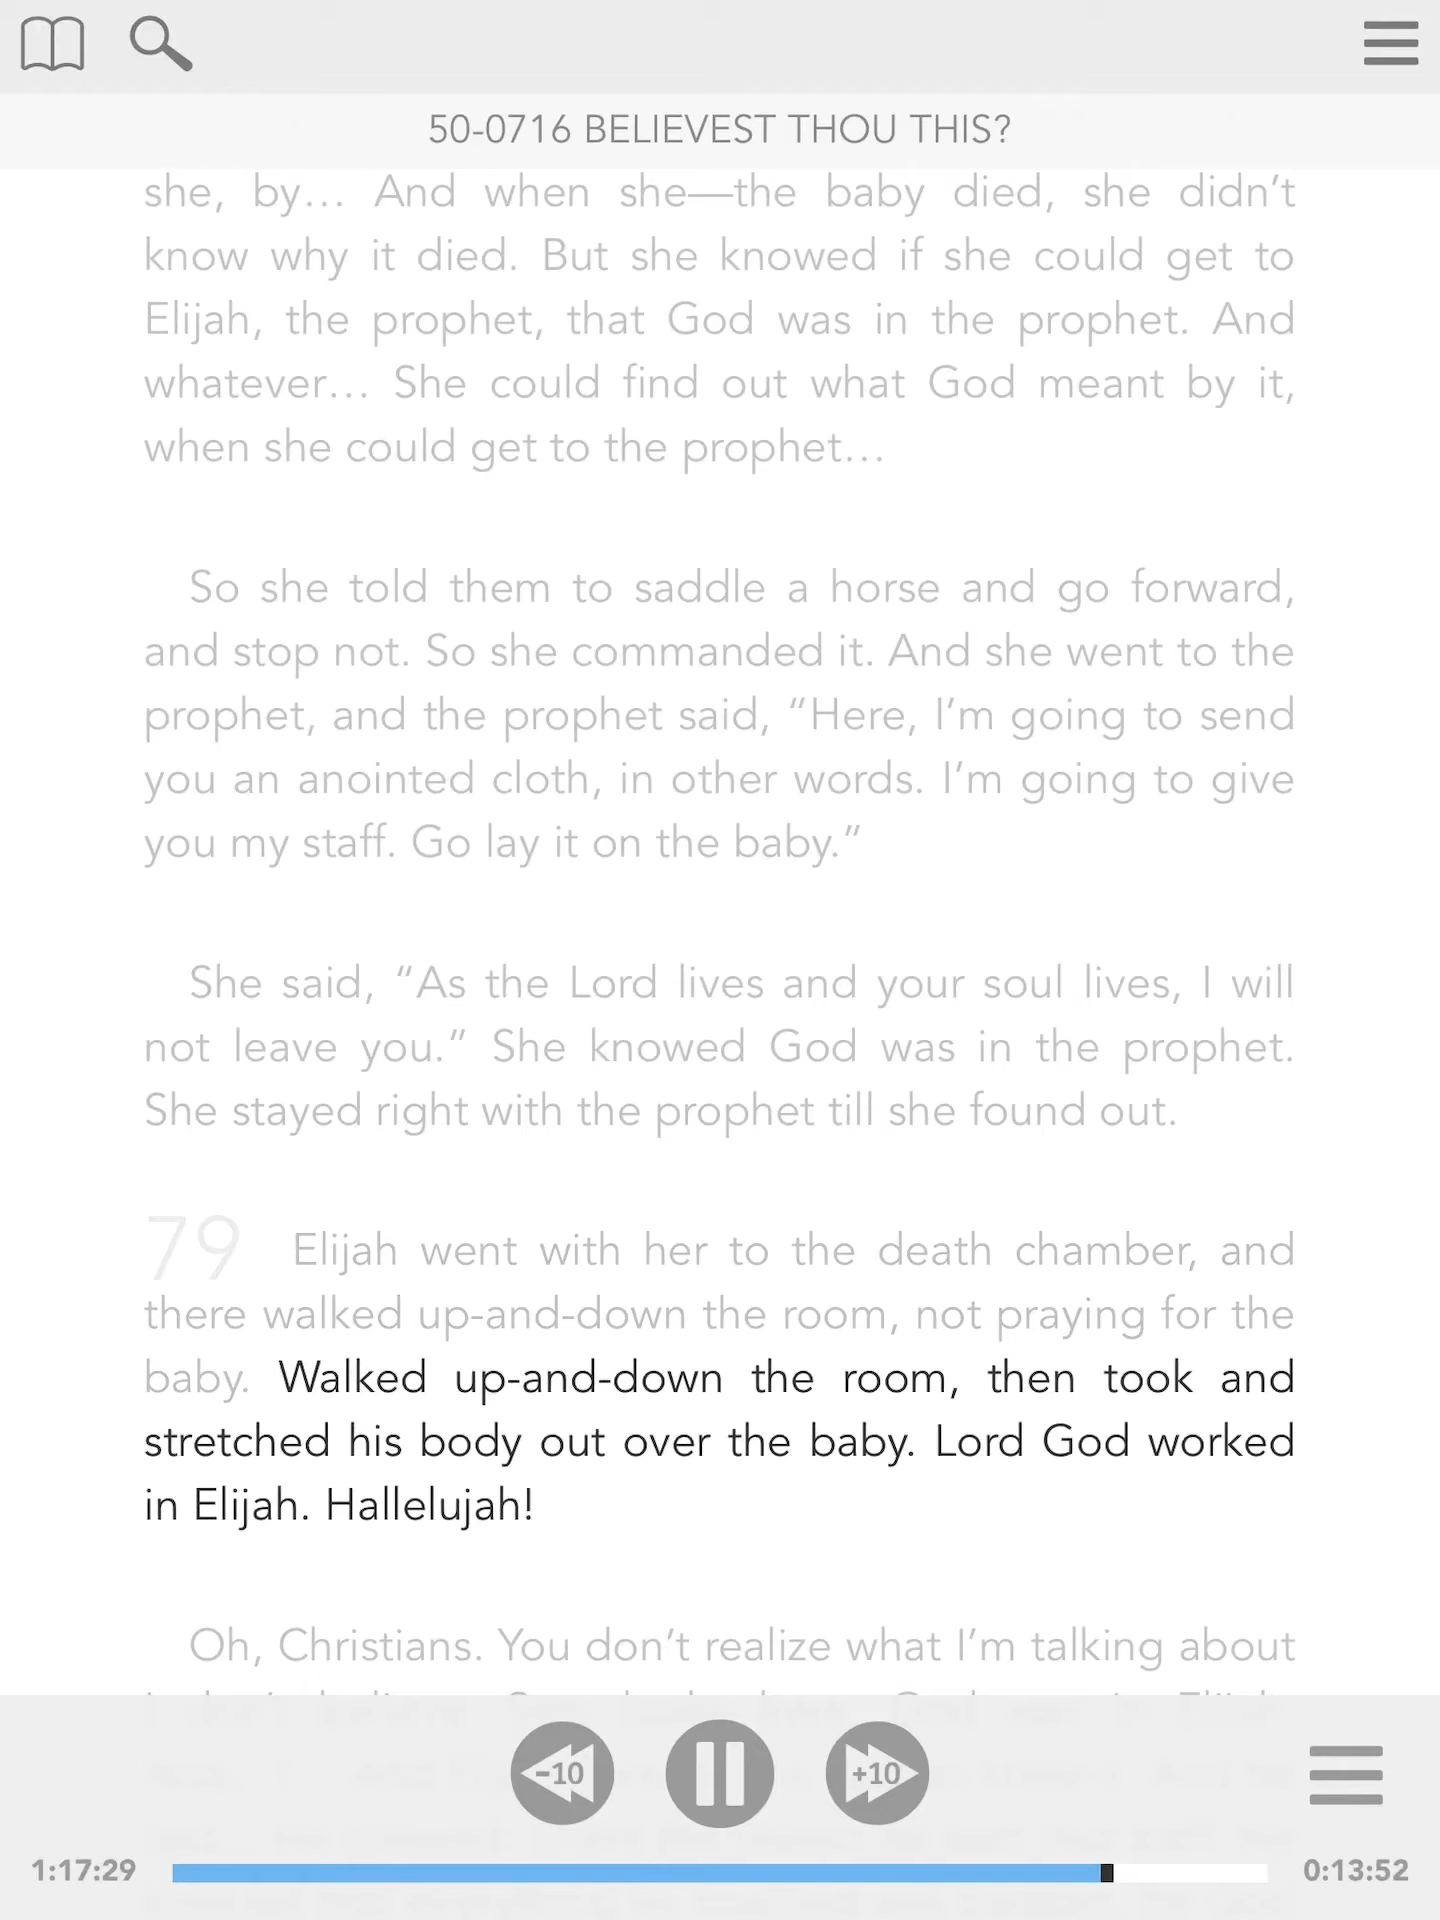 50-0716 BELIEVEST THOU THIS?
she, by… And when she—the baby died, she didn’t
know why it died. But she knowed if she could get to
Elijah, the prophet, that God was in the prophet. And
whatever… She could find out what God meant by it,
when she could get to the prophet…
So she told them to saddle a horse and go forward,
and stop not. So she commanded it. And she went to the
prophet, and the prophet said, “Here, I’m going to send
you an anointed cloth, in other words. I’m going to give
you my staff. Go lay it on the baby.”
She said, “As the Lord lives and your soul lives, I will
not leave you.” She knowed God was in the prophet.
She stayed right with the prophet till she found out.
79 Elijah went with her to the death chamber, and
there walked up-and-down the room, not praying for the
baby. Walked up-and-down the room, then took and
stretched his body out over the baby. Lord God worked
in Elijah. Hallelujah!
Oh, Christians. You don’t realize what I’m talking about
-10 +10
1:17:29 0:13:52